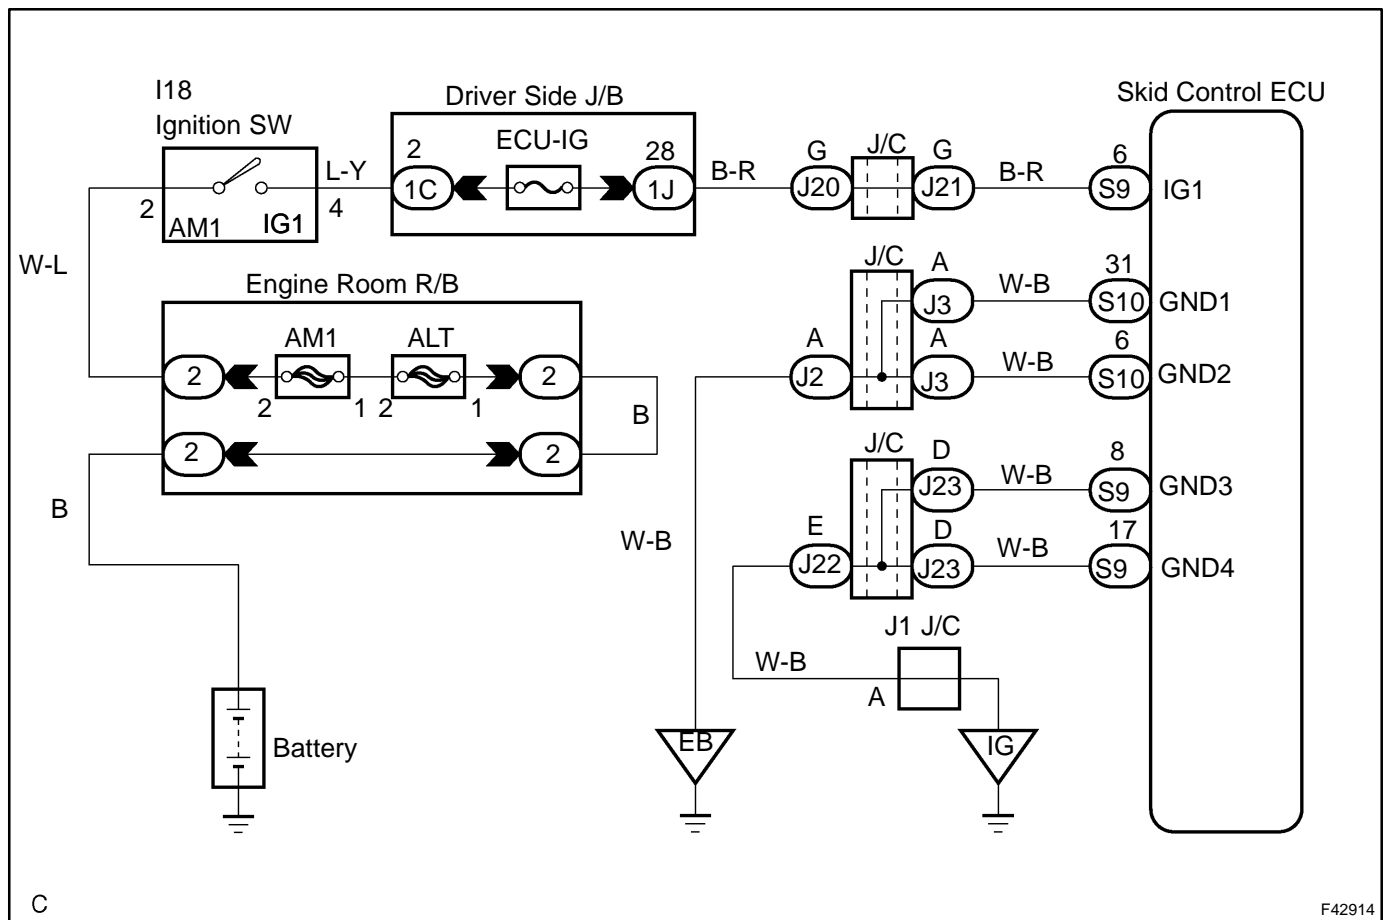 I18
Ignition SW
Driver Side J/B
Skid Control ECU
2
ECU-IG
28
L-Y
1C
1J
B-R
G
J/C
G
J20
J21
B-R
6
S9
IG1
2
AM1
IG1
4
W-L
Engine Room R/B
AM1
ALT
2
2
2
1
2
1
B
2
2
B
J/C
A
J3
W-B
31
S10
GND1
A
J2
A
J3
W-B
6
S10
GND2
J/C
D
J23
W-B
8
S9
GND3
W-B
E
J22
D
J23
W-B
17
S9
GND4
J1 J/C
W-B
A
Battery
EB
IG
C
F42914